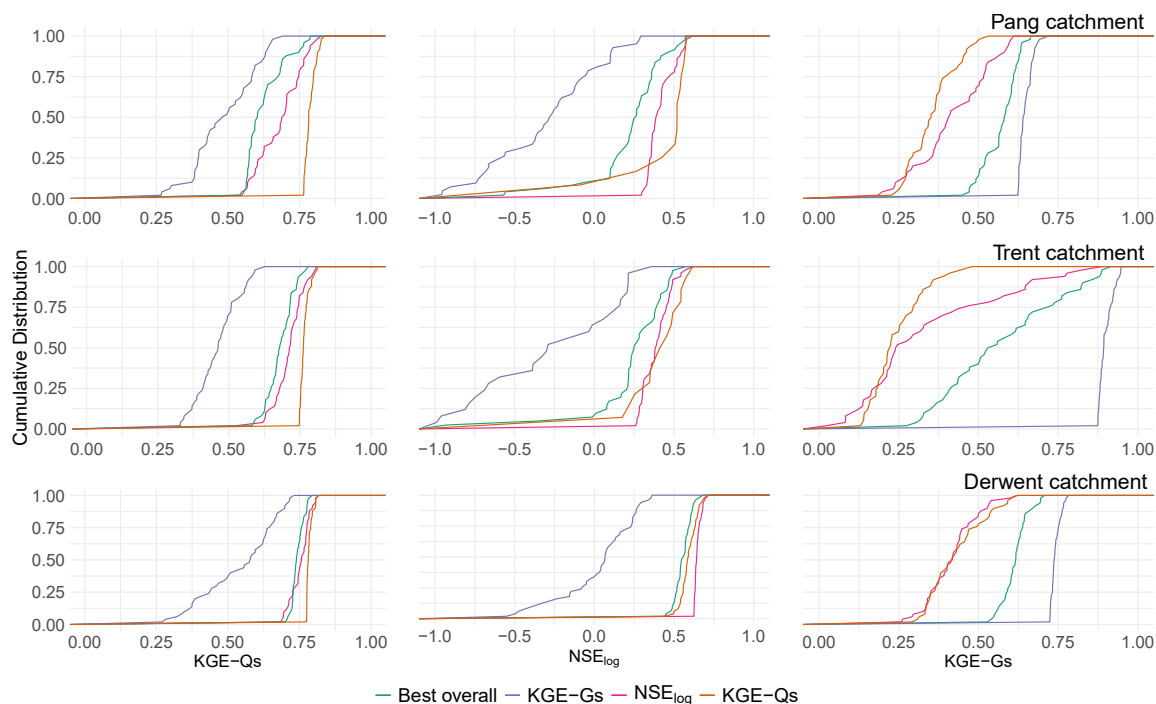 Pang catchment
1.00
0.75
0.50
0.25
0.00
0.00 0.25 0.50 0.75 1.00
−1.0 −0.5 0.0 0.5 1.0
0.00 0.25 0.50 0.75 1.00
Trent catchment
Cumulative Distribution
1.00
0.75
0.50
0.25
0.00
0.00 0.25 0.50 0.75 1.00
−1.0 −0.5 0.0 0.5 1.0
0.00 0.25 0.50 0.75 1.00
Derwent catchment
1.00
0.75
0.50
0.25
0.00
0.00 0.25 0.50 0.75 1.00
−1.0 −0.5 0.0 0.5 1.0
0.00 0.25 0.50 0.75 1.00
KGE−Qs NSElog KGE−Gs
Best overall KGE−Gs NSElog KGE−Qs